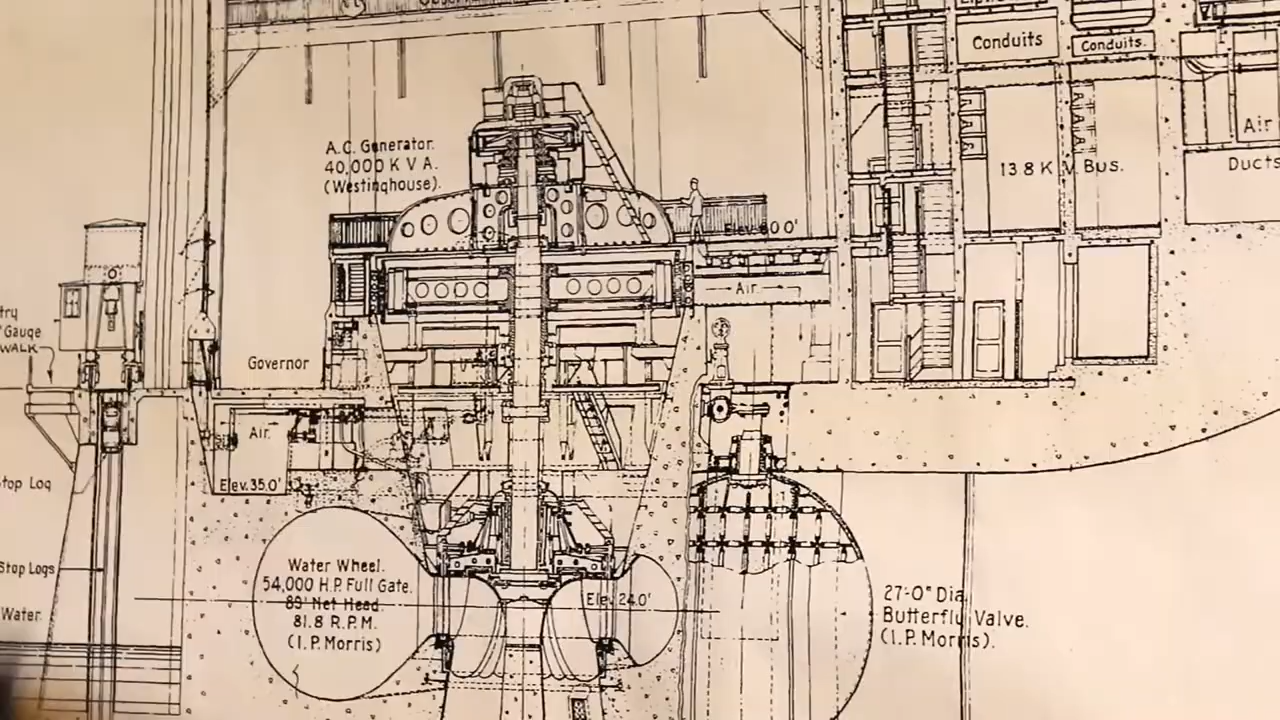 Conduits
Conduits.
A.C. Generator.
40,000 K V A.
(Westinghouse).
13.8 K V Bus.
Air
Ducts
Elev. 60 0'
Air
Gauge
WALK
Governor
Air
Elev. 35.0'
Stop Log
Stop Logs
Water
Water Wheel.
54,000 H.P. Full Gate.
89' Net Head.
81.8 R.P.M.
(I.P. Morris)
Elev. 24.0'
27'-0" Dia.
Butterfly Valve.
(I.P. Morris).